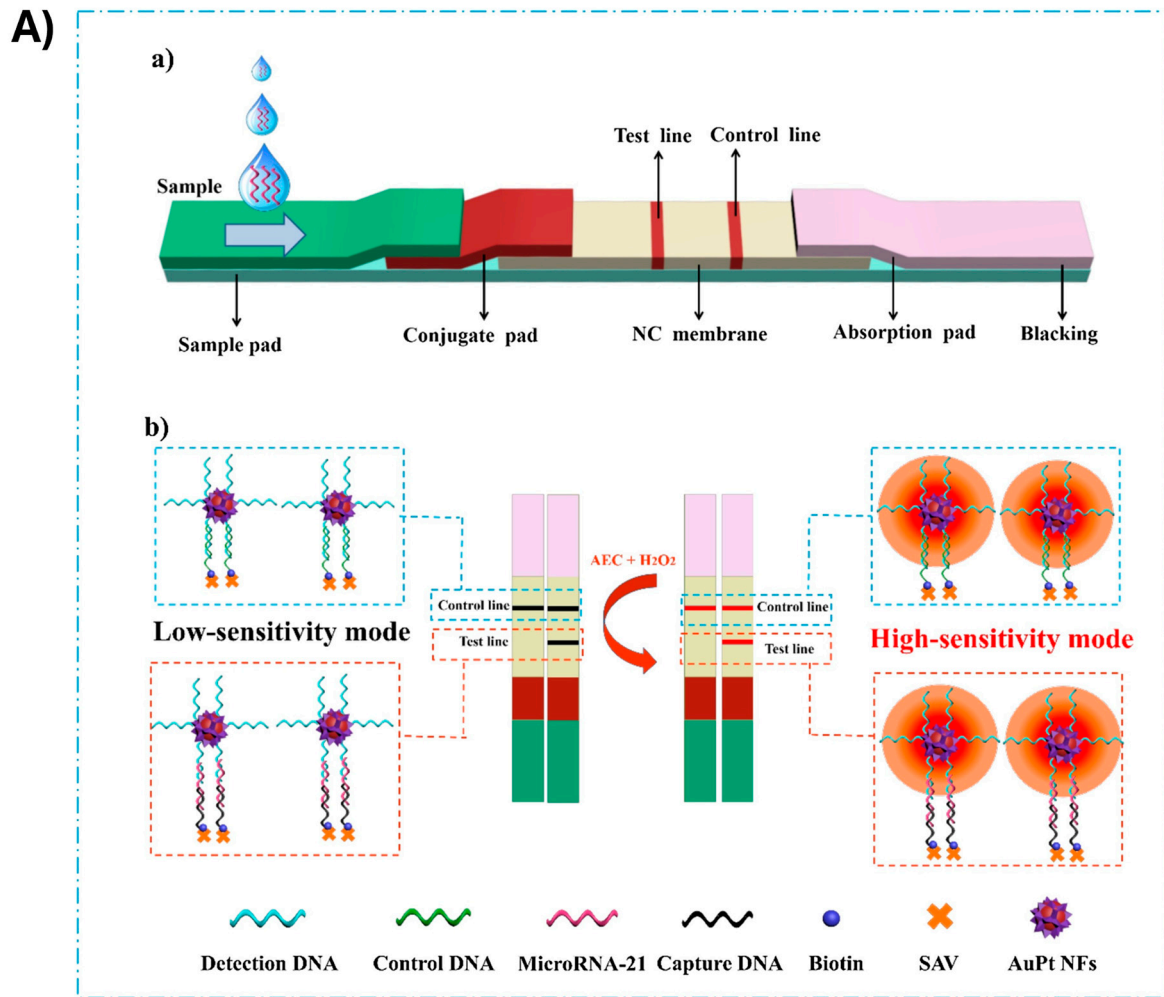 A)
a)
Test line Control line
Sample
Sample pad
Conjugate pad
NC membrane
Absorption pad
Blacking
b)
AEC + H₂O₂
Control line
Control line
Low-sensitivity mode
High-sensitivity mode
Test line
Test line
Detection DNA Control DNA MicroRNA-21 Capture DNA Biotin SAV AuPt NFs